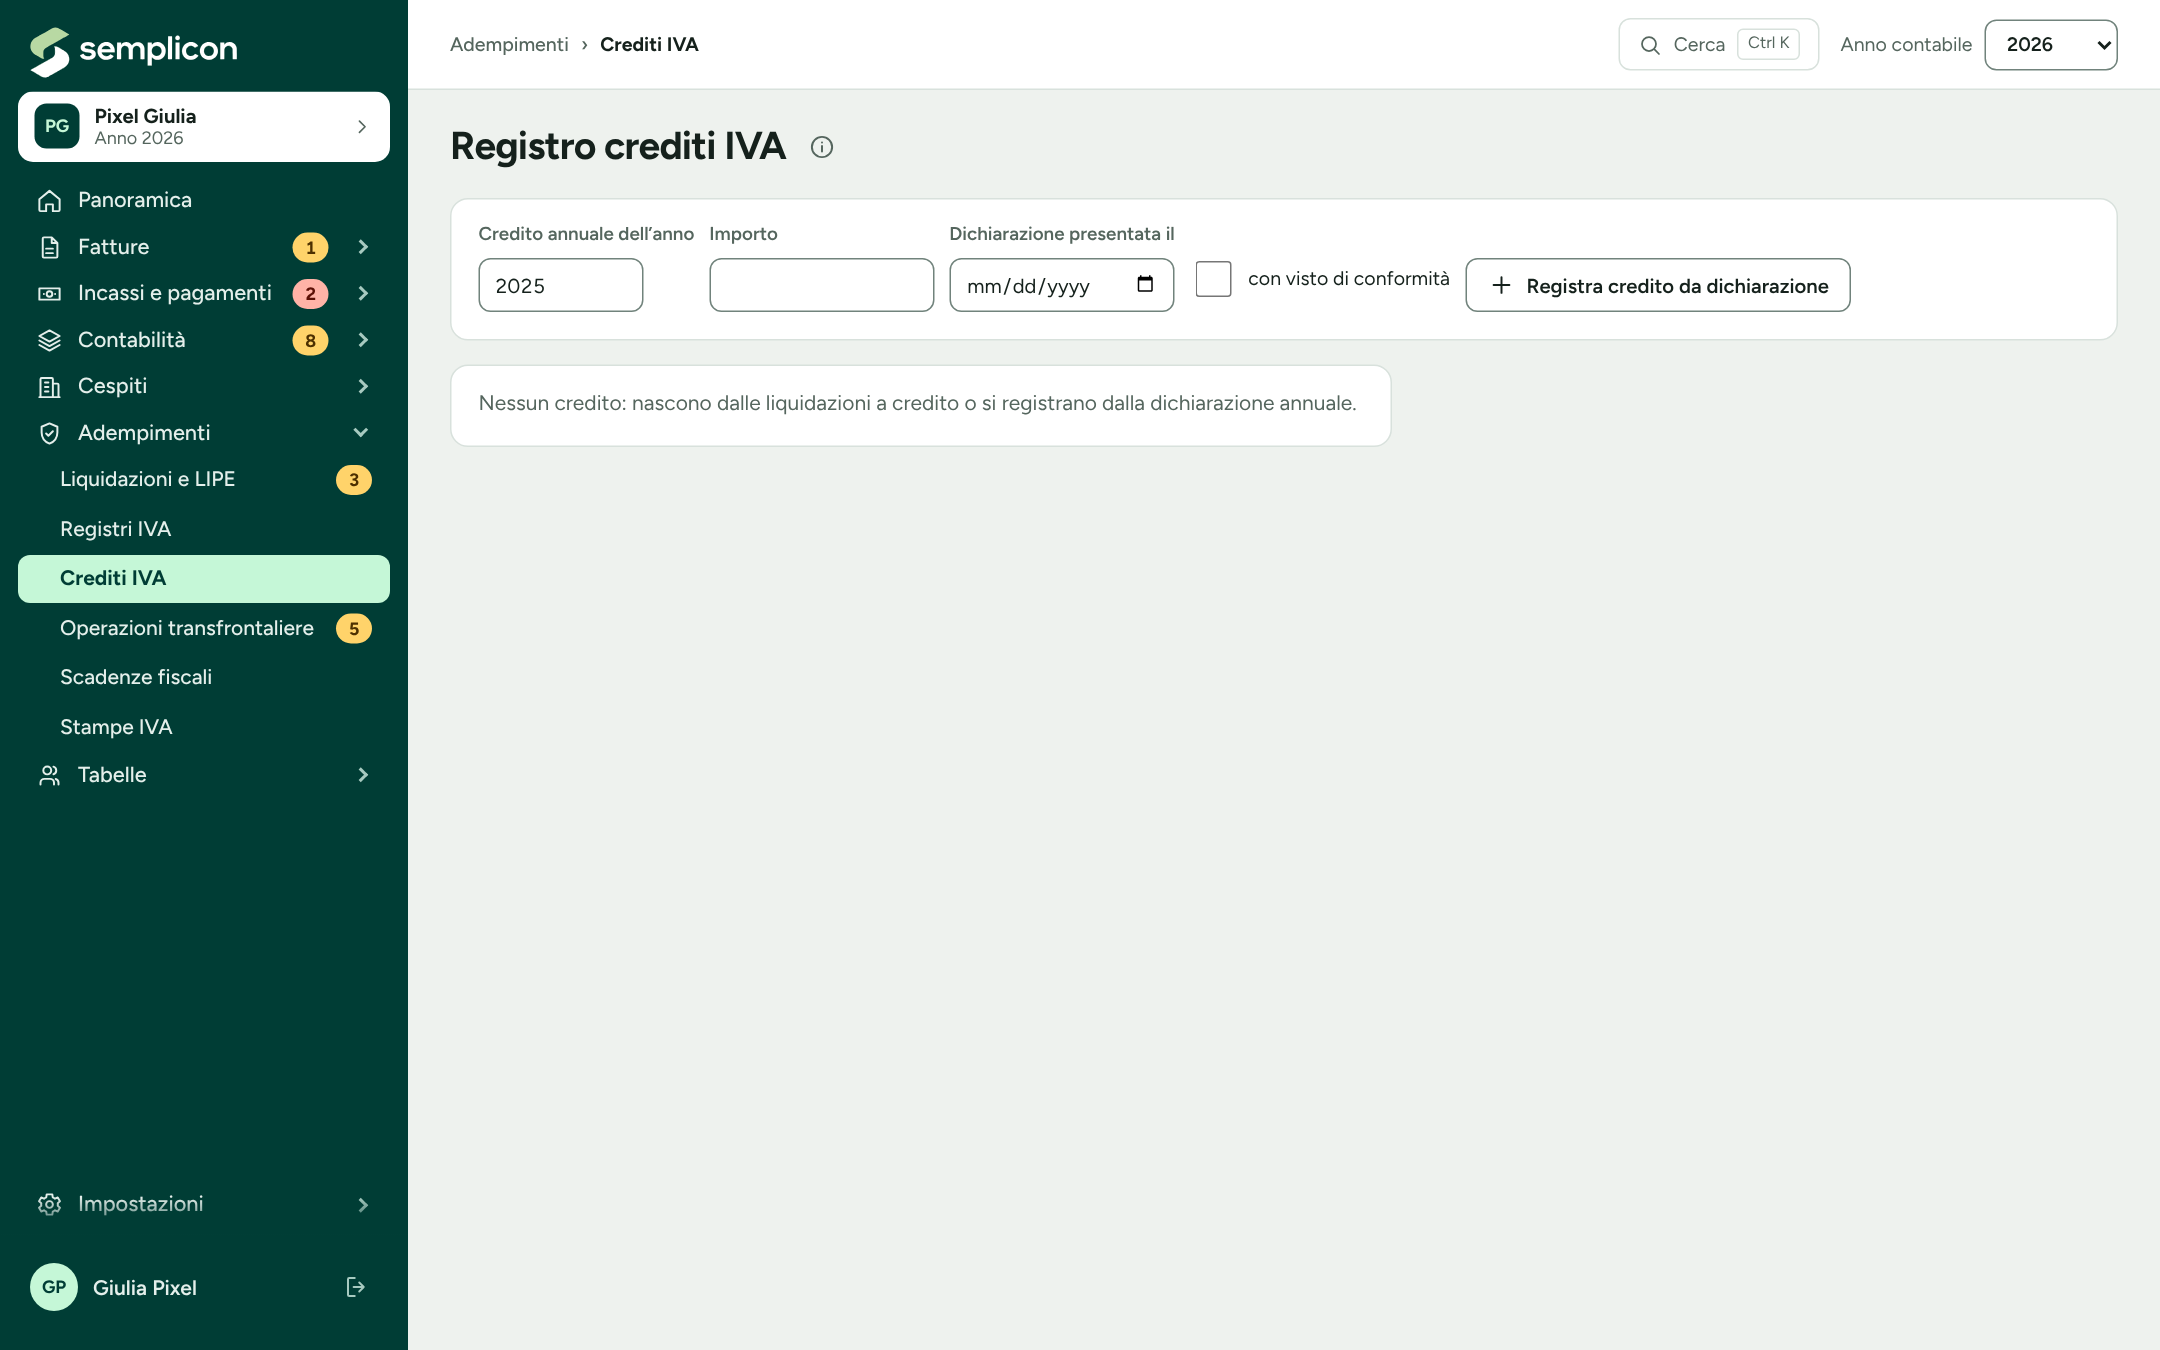 semplicon
PG
Pixel Giulia
Anno 2026
Panoramica
Fatture
1
Incassi e pagamenti
2
Contabilità
8
Cespiti
Adempimenti
Liquidazioni e LIPE
3
Registri IVA
Crediti IVA
Operazioni transfrontaliere
5
Scadenze fiscali
Stampe IVA
Tabelle
Impostazioni
GP
Giulia Pixel
Adempimenti › Crediti IVA
Cerca
Ctrl K
Anno contabile
2026
Registro crediti IVA
Credito annuale dell’anno
2025
Importo
Dichiarazione presentata il
mm/dd/yyyy
con visto di conformità
Registra credito da dichiarazione
Nessun credito: nascono dalle liquidazioni a credito o si registrano dalla dichiarazione annuale.